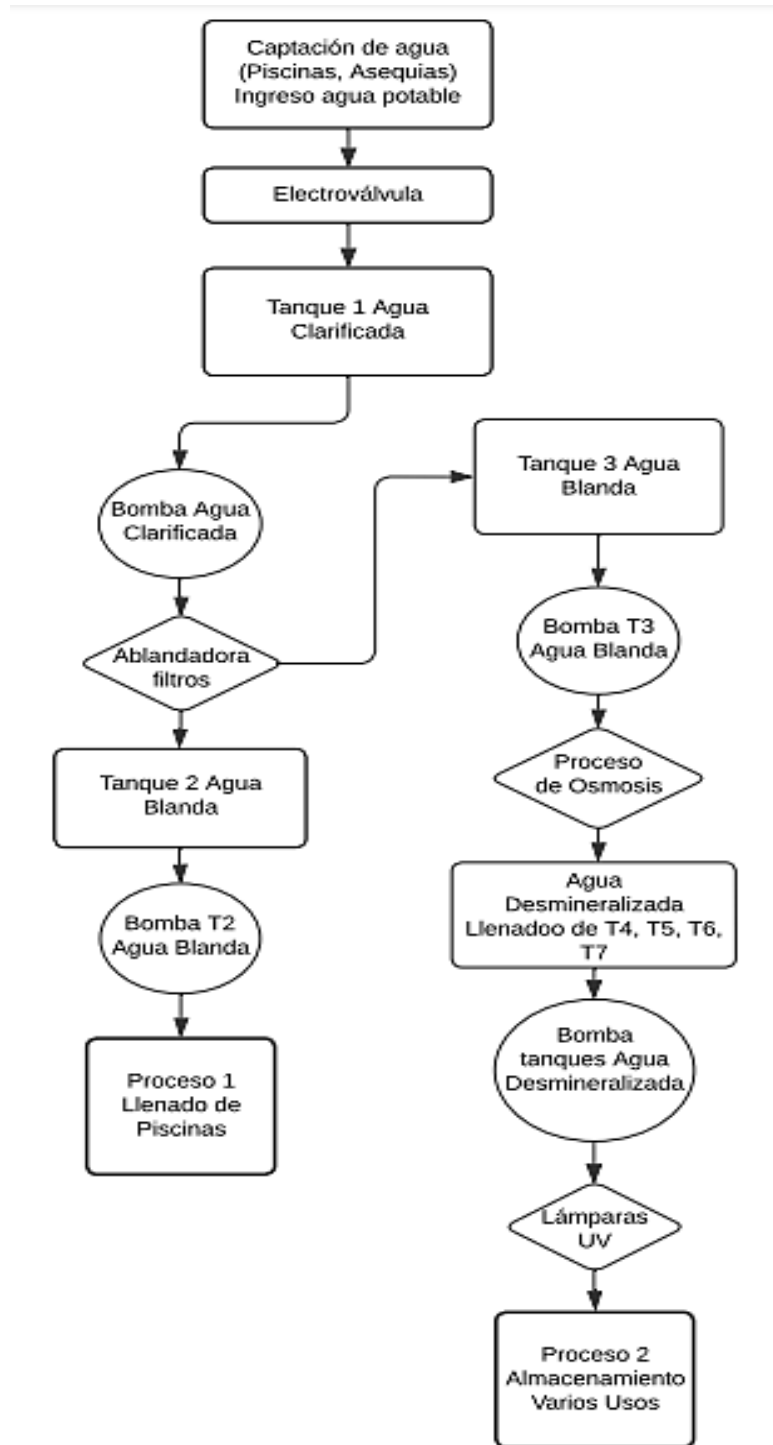 Captación de agua
(Piscinas, Asequias)
Ingreso agua potable
Electroválvula
Tanque 1 Agua
Clarificada
Bomba Agua
Clarificada
Ablandadora
filtros
Tanque 2 Agua
Blanda
Bomba T2
Agua Blanda
Proceso 1
Llenado de
Piscinas
Tanque 3 Agua
Blanda
Bomba T3
Agua Blanda
Proceso
de Osmosis
Agua
Desmineralizada
Llenadoo de T4, T5, T6,
T7
Bomba
tanques Agua
Desmineralizada
Lámparas
UV
Proceso 2
Almacenamiento
Varios Usos